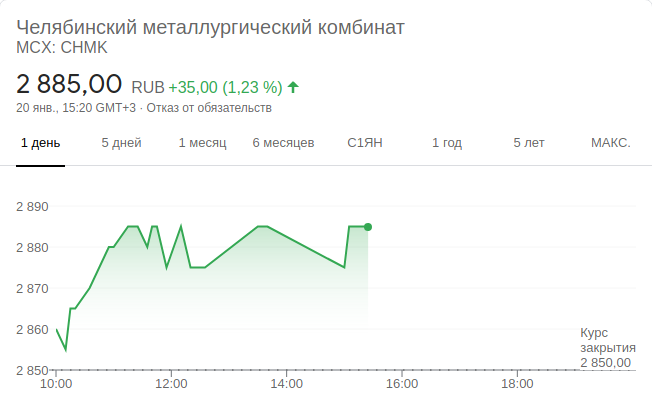 Челябинский металлургический комбинат
MCX: CHMK
2 885,00 RUB +35,00 (1,23 %)
20 янв., 15:20 GMT+3 · Отказ от обязательств
1 день 5 дней 1 месяц 6 месяцев С1ЯН 1 год 5 лет МАКС.
2 890
2 880
2 870
2 860
2 850
Курс
закрытия
2 850,00
10:00 12:00 14:00 16:00 18:00